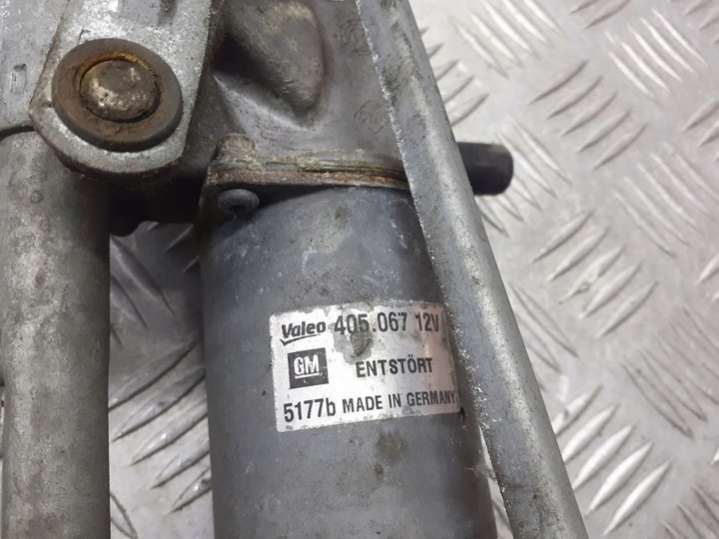 Valeo 405.067 12V
GM ENTSTÖRT
5177b MADE IN GERMANY